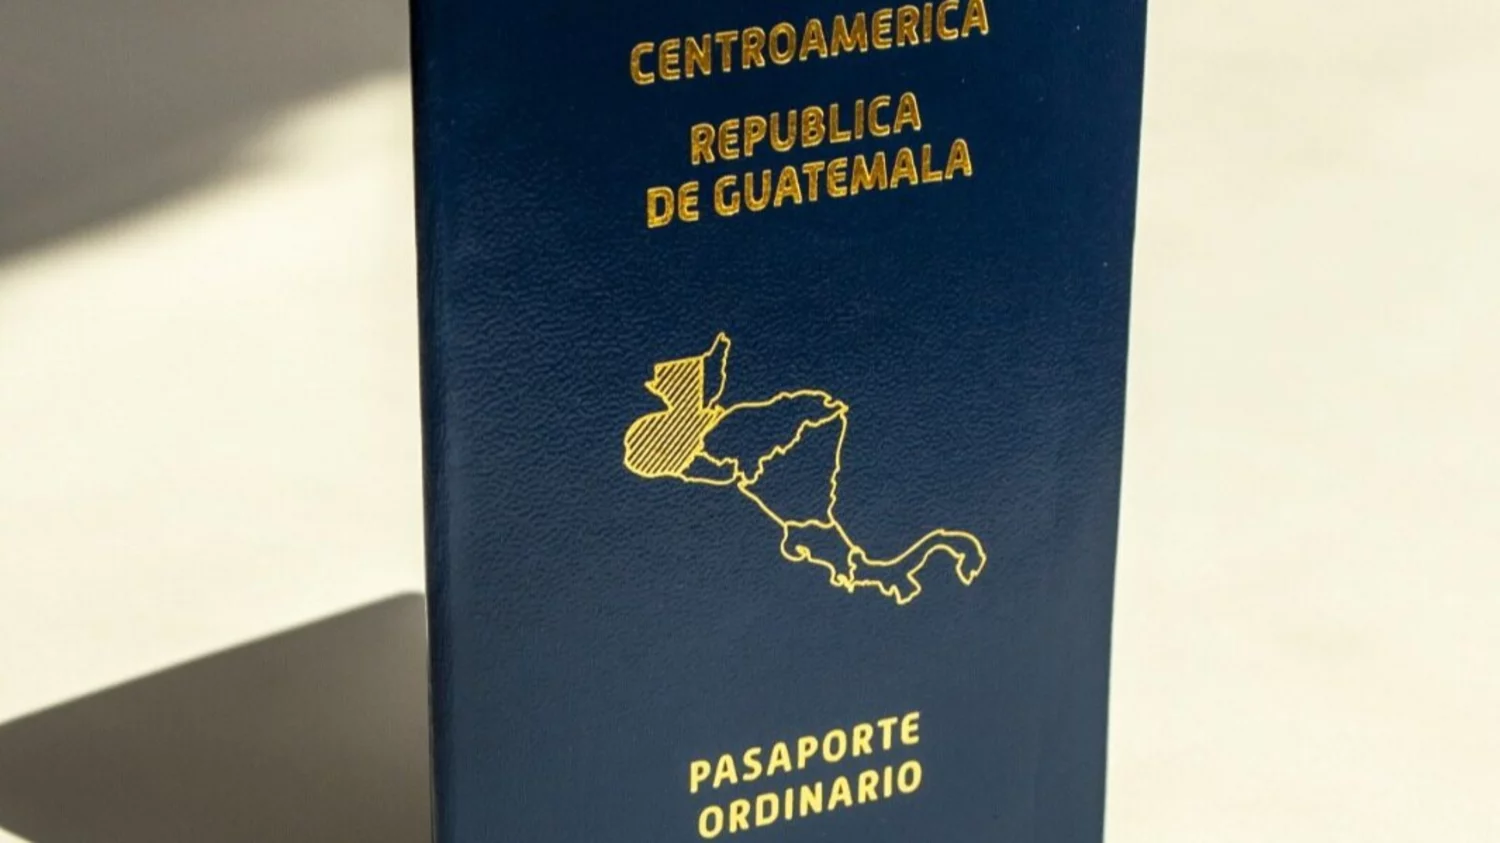 CENTROAMERICA
REPUBLICA
DE GUATEMALA
PASAPORTE
ORDINARIO